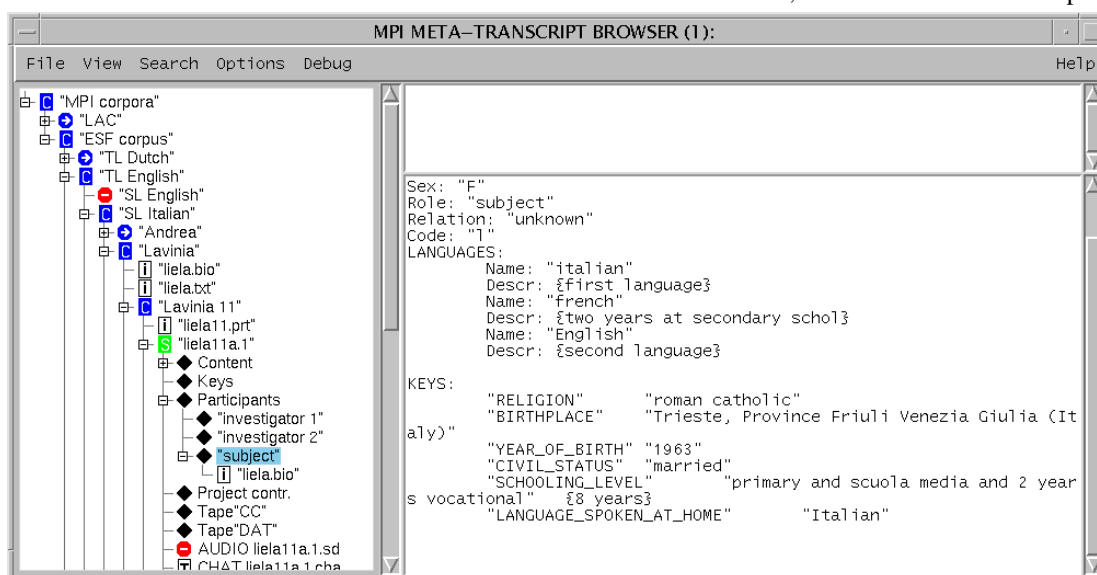 MPI META–TRANSCRIPT BROWSER (1):
File View Search Options Debug Help
C "MPI corpora"
"LAC"
C "ESF corpus"
"TL Dutch"
C "TL English"
"SL English"
C "SL Italian"
"Andrea"
C "Lavinia"
i "liela.bio"
i "liela.txt"
C "Lavinia 11"
i "liela11.prt"
S "liela11a.1"
Content
Keys
Participants
"investigator 1"
"investigator 2"
"subject"
i "liela.bio"
Project contr.
Tape"CC"
Tape"DAT"
AUDIO liela11a.1.sd
T CHAT liela11a.1.cha
Sex: "F"
Role: "subject"
Relation: "unknown"
Code: "l"
LANGUAGES:
Name: "italian"
Descr: {first language}
Name: "french"
Descr: {two years at secondary schol}
Name: "English"
Descr: {second language}
KEYS:
"RELIGION" "roman catholic"
"BIRTHPLACE" "Trieste, Province Friuli Venezia Giulia (It
aly)"
"YEAR_OF_BIRTH" "1963"
"CIVIL_STATUS" "married"
"SCHOOLING_LEVEL" "primary and scuola media and 2 year
s vocational" {8 years}
"LANGUAGE_SPOKEN_AT_HOME" "Italian"